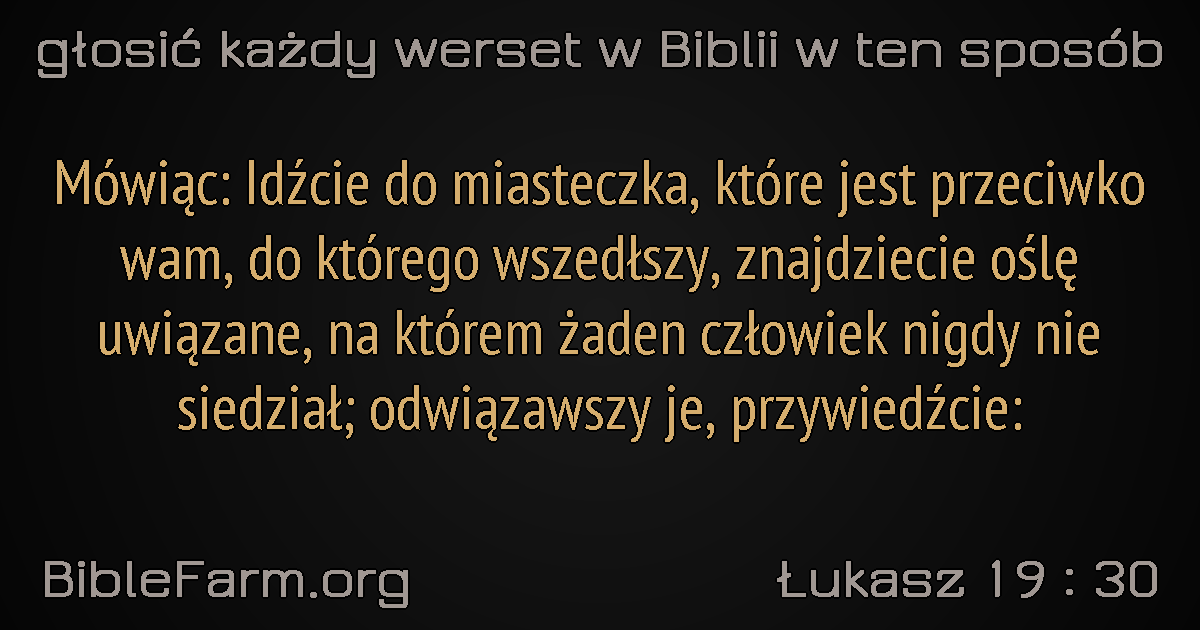 głosić każdy werset w Biblii w ten sposób
Mówiąc: Idźcie do miasteczka, które jest przeciwko
wam, do którego wszedłszy, znajdziecie oślę
uwiązane, na którem żaden człowiek nigdy nie
siedział; odwiązawszy je, przywiedźcie:
BibleFarm.org
Łukasz 19 : 30